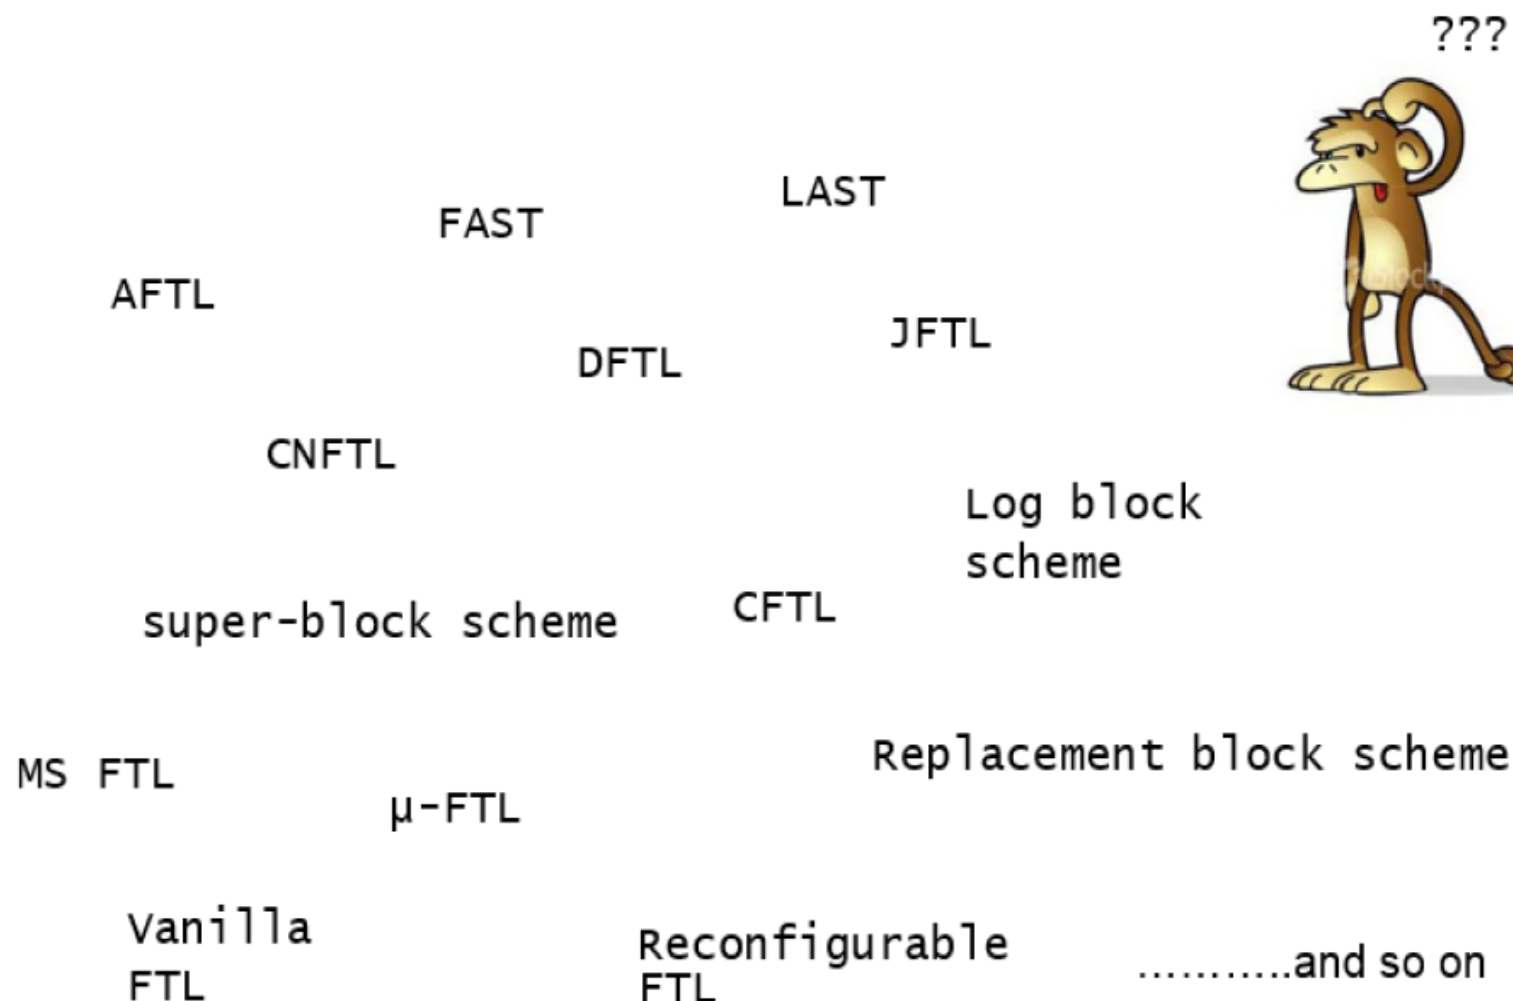 ???
LAST
FAST
AFTL
JFTL
DFTL
CNFTL
Log block
scheme
super-block scheme
CFTL
Replacement block scheme
MS FTL
µ-FTL
Vanilla
FTL
Reconfigurable
FTL
...........and so on